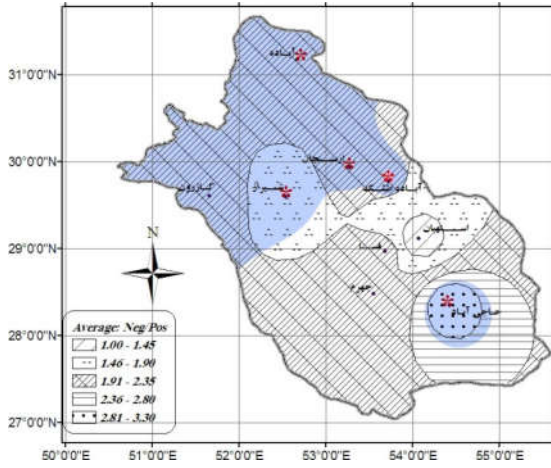 31°0'0"N
30°0'0"N
29°0'0"N
28°0'0"N
27°0'0"N
آباده
ارسنجان
آباده طشک
شیراز
کازرون
استهبان
فسا
جهرم
حاجی آباد
N
Average: Neg/Pos
1.00 - 1.45
1.46 - 1.90
1.91 - 2.35
2.36 - 2.80
2.81 - 3.30
50°0'0"E
51°0'0"E
52°0'0"E
53°0'0"E
54°0'0"E
55°0'0"E